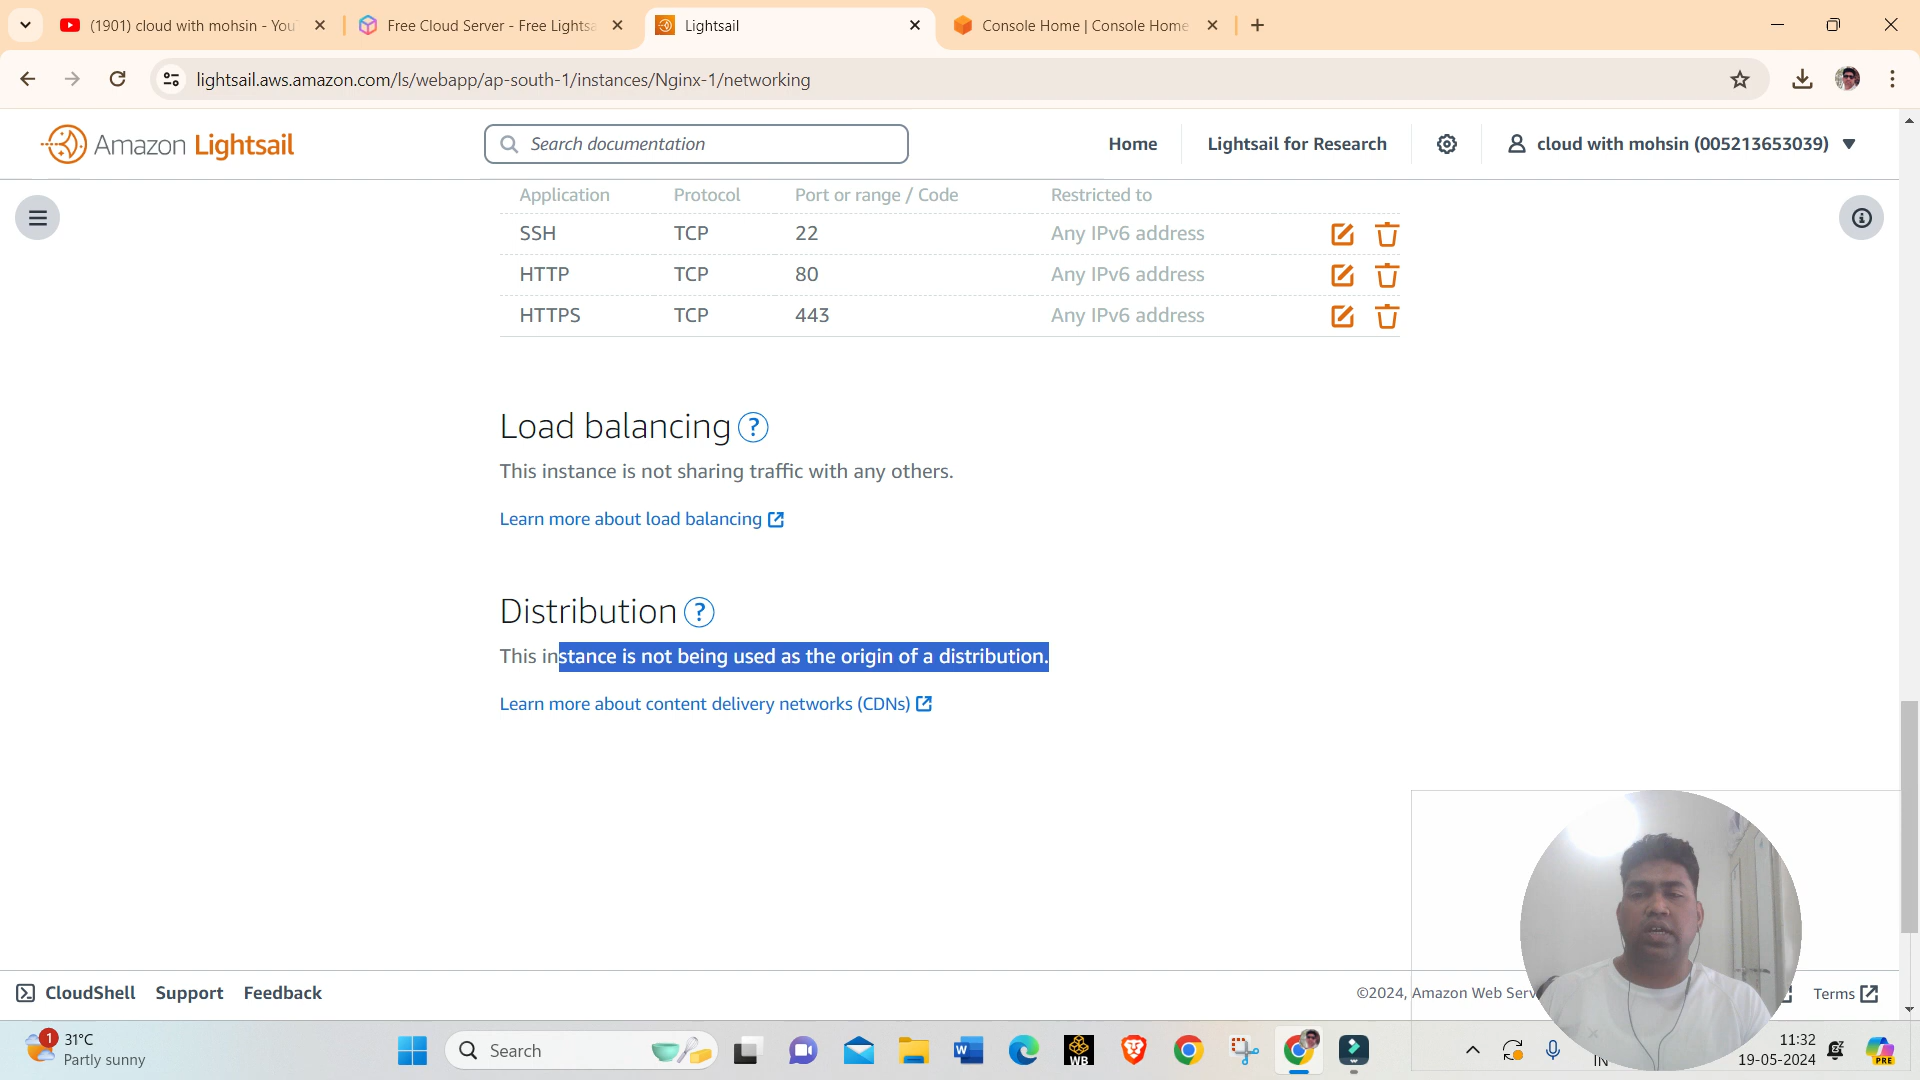 (1901) cloud with mohsin - You
Free Cloud Server - Free Lightsa
Lightsail
Console Home | Console Home
lightsail.aws.amazon.com/ls/webapp/ap-south-1/instances/Nginx-1/networking
Amazon Lightsail
Search documentation
Home
Lightsail for Research
cloud with mohsin (005213653039)
Application Protocol Port or range / Code Restricted to
SSH TCP 22 Any IPv6 address
HTTP TCP 80 Any IPv6 address
HTTPS TCP 443 Any IPv6 address
Load balancing ?
This instance is not sharing traffic with any others.
Learn more about load balancing
Distribution ?
This instance is not being used as the origin of a distribution.
Learn more about content delivery networks (CDNs)
CloudShell Support Feedback
©2024, Amazon Web Serv
Terms
1
31°C
Partly sunny
Search
W
WB
IN
11:32
19-05-2024
PRE